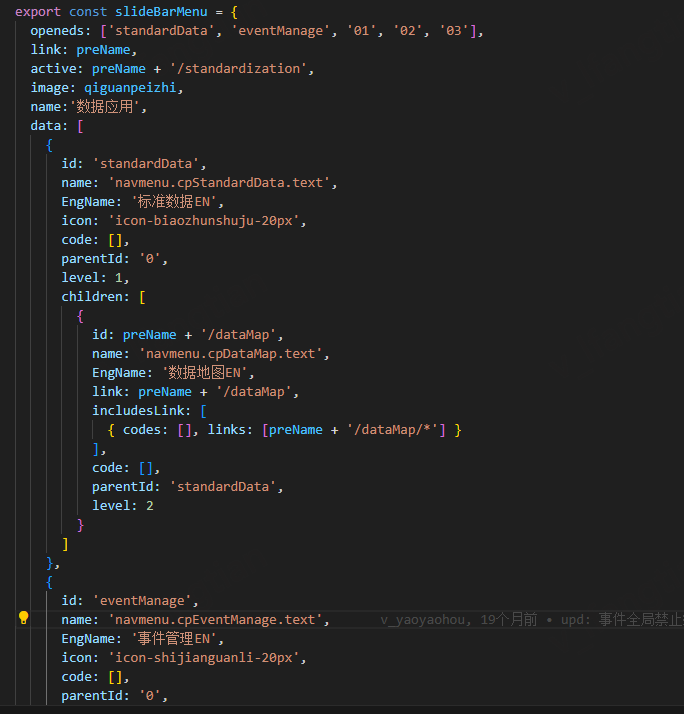 export const slideBarMenu = {
openeds: ['standardData', 'eventManage', '01', '02', '03'],
link: preName,
active: preName + '/standardization',
image: qiguanpeizhi,
name:'数据应用',
data: [
{
id: 'standardData',
name: 'navmenu.cpStandardData.text',
EngName: '标准数据EN',
icon: 'icon-biaozhunshuju-20px',
code: [],
parentId: '0',
level: 1,
children: [
{
id: preName + '/dataMap',
name: 'navmenu.cpDataMap.text',
EngName: '数据地图EN',
link: preName + '/dataMap',
includesLink: [
{ codes: [], links: [preName + '/dataMap/*'] }
],
code: [],
parentId: 'standardData',
level: 2
}
]
},
{
id: 'eventManage',
name: 'navmenu.cpEventManage.text', v_yaoyaohou, 19个月前 • upd: 事件全局禁止
EngName: '事件管理EN',
icon: 'icon-shijianguanli-20px',
code: [],
parentId: '0',